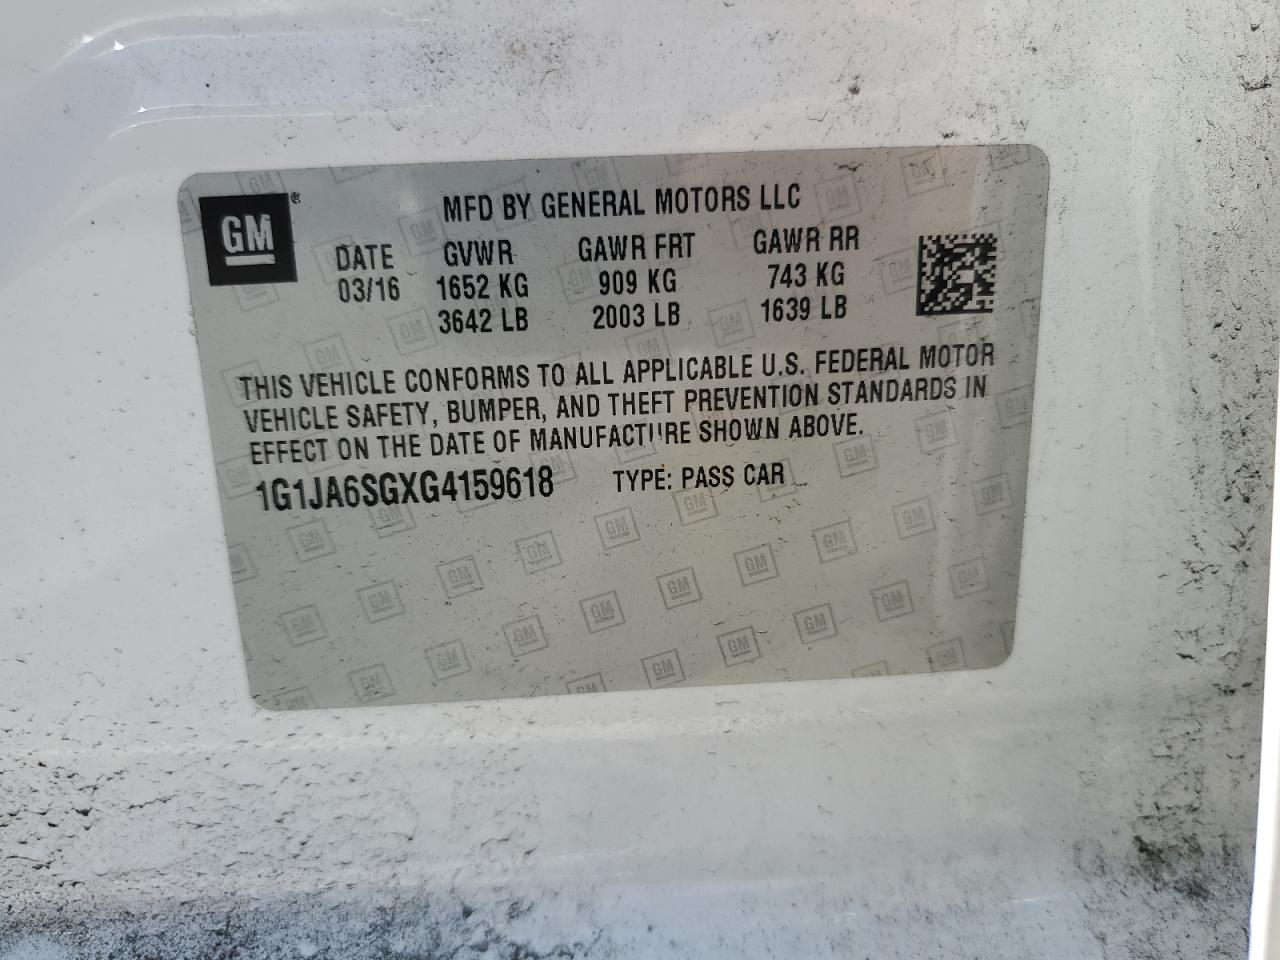 GM ®
MFD BY GENERAL MOTORS LLC
DATE GVWR GAWR FRT GAWR RR
03/16 1652 KG 909 KG 743 KG
3642 LB 2003 LB 1639 LB
THIS VEHICLE CONFORMS TO ALL APPLICABLE U.S. FEDERAL MOTOR
VEHICLE SAFETY, BUMPER, AND THEFT PREVENTION STANDARDS IN
EFFECT ON THE DATE OF MANUFACTURE SHOWN ABOVE.
1G1JA6SGXG4159618 TYPE: PASS CAR